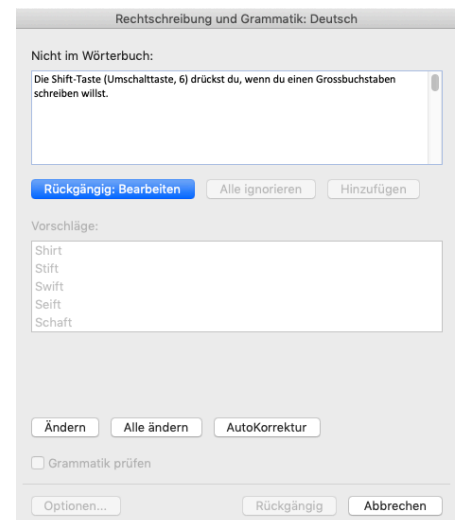 Rechtschreibung und Grammatik: Deutsch
Nicht im Wörterbuch:
Die Shift-Taste (Umschalttaste, 6) drückst du, wenn du einen Grossbuchstaben
schreiben willst.
Rückgängig: Bearbeiten Alle ignorieren Hinzufügen
Vorschläge:
Shirt
Stift
Swift
Seift
Schaft
Ändern Alle ändern AutoKorrektur
Grammatik prüfen
Optionen... Rückgängig Abbrechen